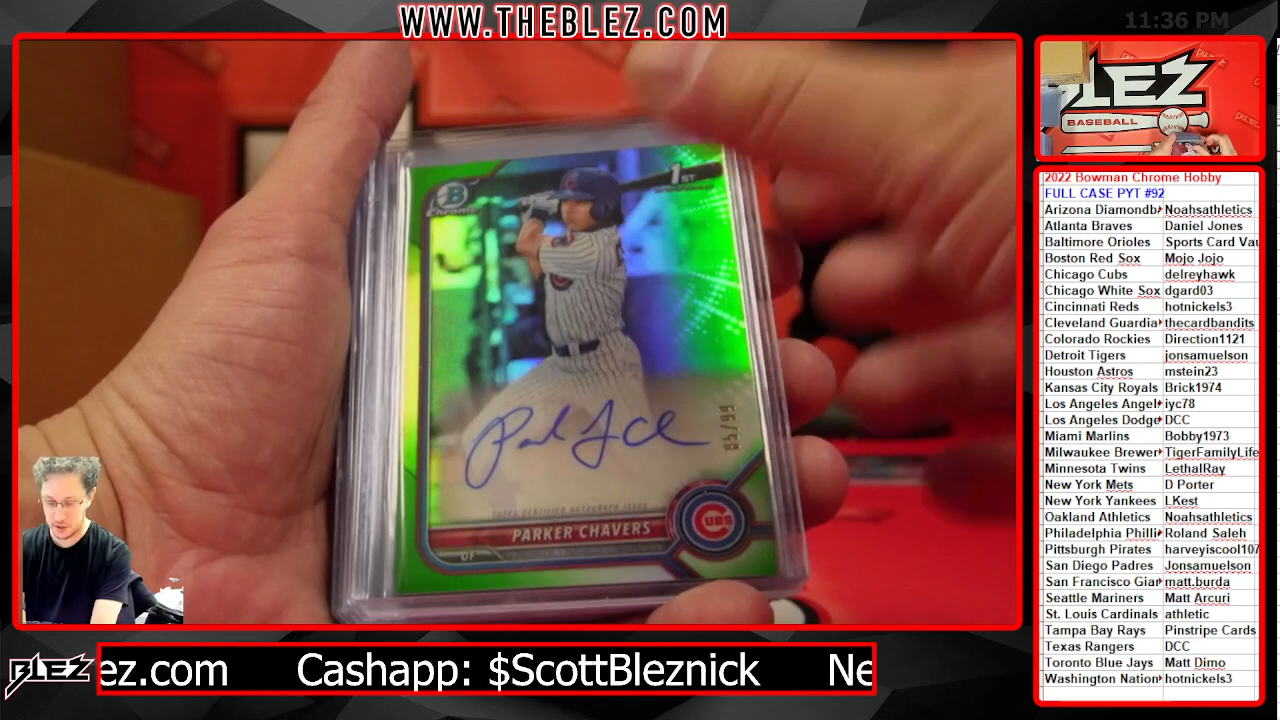 WWW.THEBLEZ.COM
11:36 PM
BLEZ
BASEBALL
1ST
B
Chrome
05/99
TOPPS CERTIFIED AUTOGRAPH ISSUE
PARKER CHAVERS
OF
CUBS
2022 Bowman Chrome Hobby
FULL CASE PYT #92
Arizona Diamondb Noahsathletics
Atlanta Braves Daniel Jones
Baltimore Orioles Sports Card Vau
Boston Red Sox Mojo Jojo
Chicago Cubs delreyhawk
Chicago White Sox dgard03
Cincinnati Reds hotnickels3
Cleveland Guardia thecardbandits
Colorado Rockies Direction1121
Detroit Tigers jonsamuelson
Houston Astros mstein23
Kansas City Royals Brick1974
Los Angeles Angel iyc78
Los Angeles Dodge DCC
Miami Marlins Bobby1973
Milwaukee Brewer TigerFamilyLife
Minnesota Twins LethalRay
New York Mets D Porter
New York Yankees LKest
Oakland Athletics Noahsathletics
Philadelphia Philli Roland Saleh
Pittsburgh Pirates harveyiscool107
San Diego Padres Jonsamuelson
San Francisco Gian matt.burda
Seattle Mariners Matt Arcuri
St. Louis Cardinals athletic
Tampa Bay Rays Pinstripe Cards
Texas Rangers DCC
Toronto Blue Jays Matt Dimo
Washington Nation hotnickels3
BLEZ
ez.com Cashapp: $ScottBleznick Ne